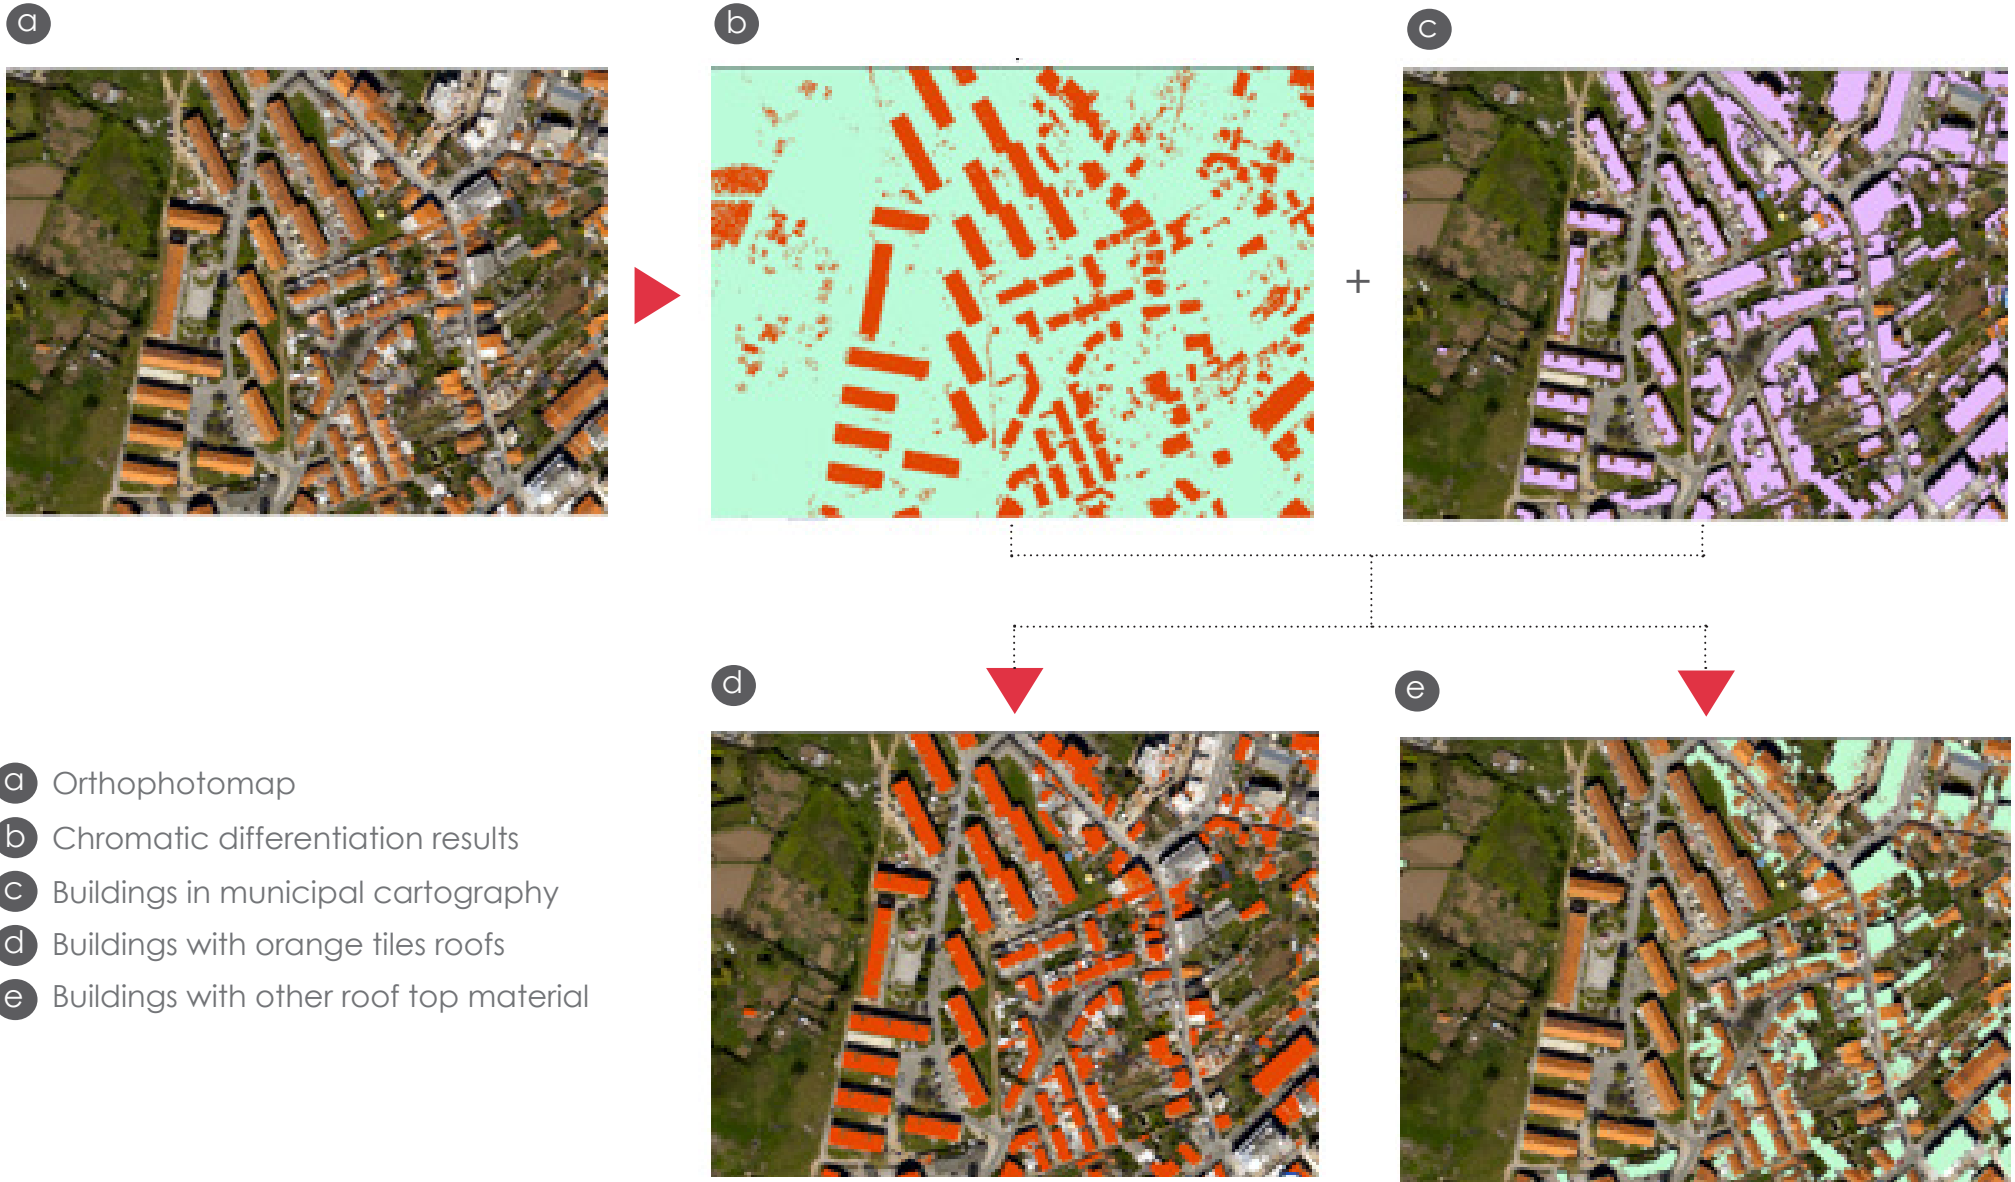 a
b
c
+
d
e
a Orthophotomap
b Chromatic differentiation results
c Buildings in municipal cartography
d Buildings with orange tiles roofs
e Buildings with other roof top material